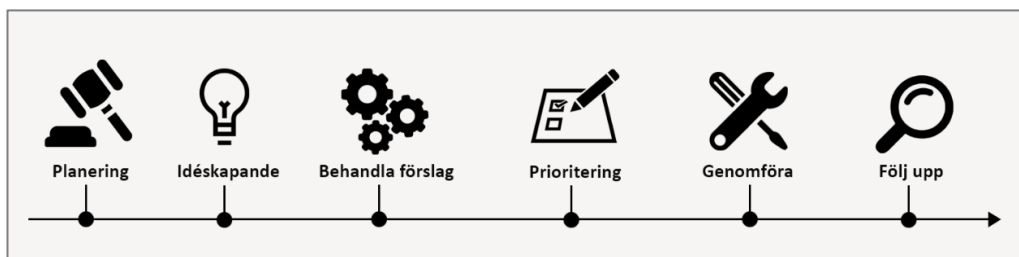 Planering
Idéskapande
Behandla förslag
Prioritering
Genomföra
Följ upp